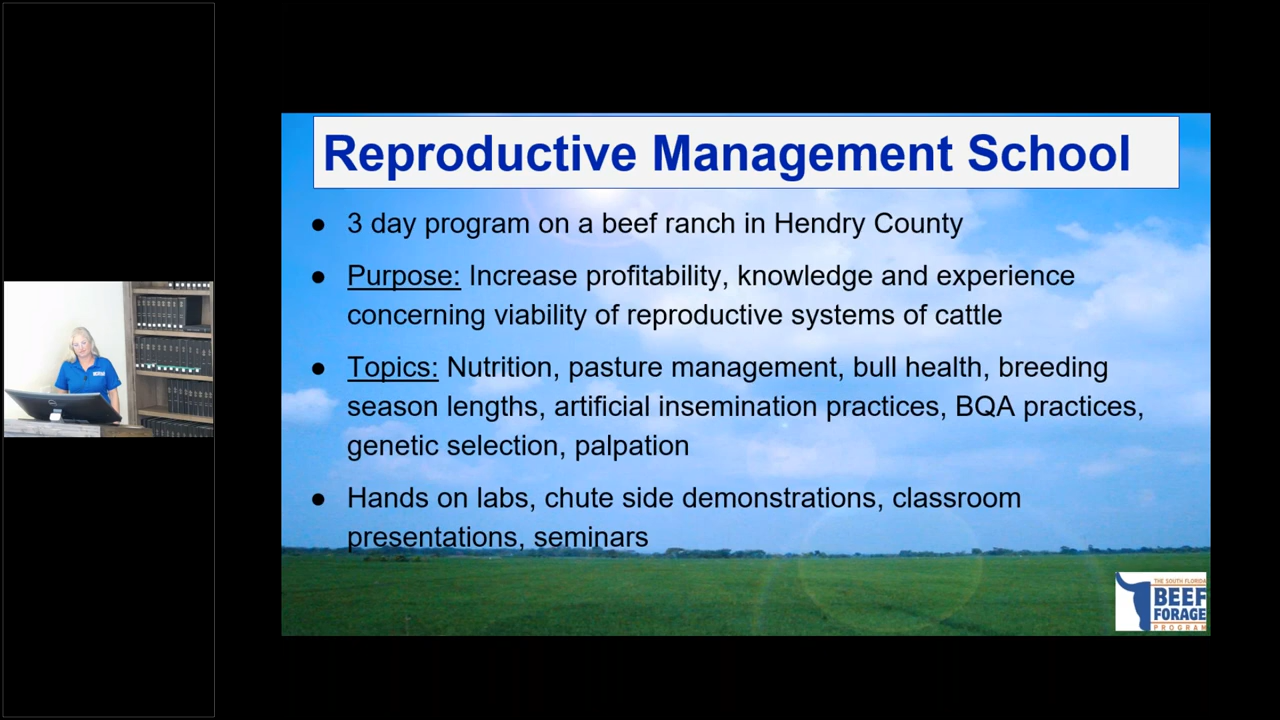 Reproductive Management School
● 3 day program on a beef ranch in Hendry County
● Purpose: Increase profitability, knowledge and experience
concerning viability of reproductive systems of cattle
● Topics: Nutrition, pasture management, bull health, breeding
season lengths, artificial insemination practices, BQA practices,
genetic selection, palpation
● Hands on labs, chute side demonstrations, classroom
presentations, seminars
THE SOUTH FLORIDA
BEEF
FORAGE
PROGRAM